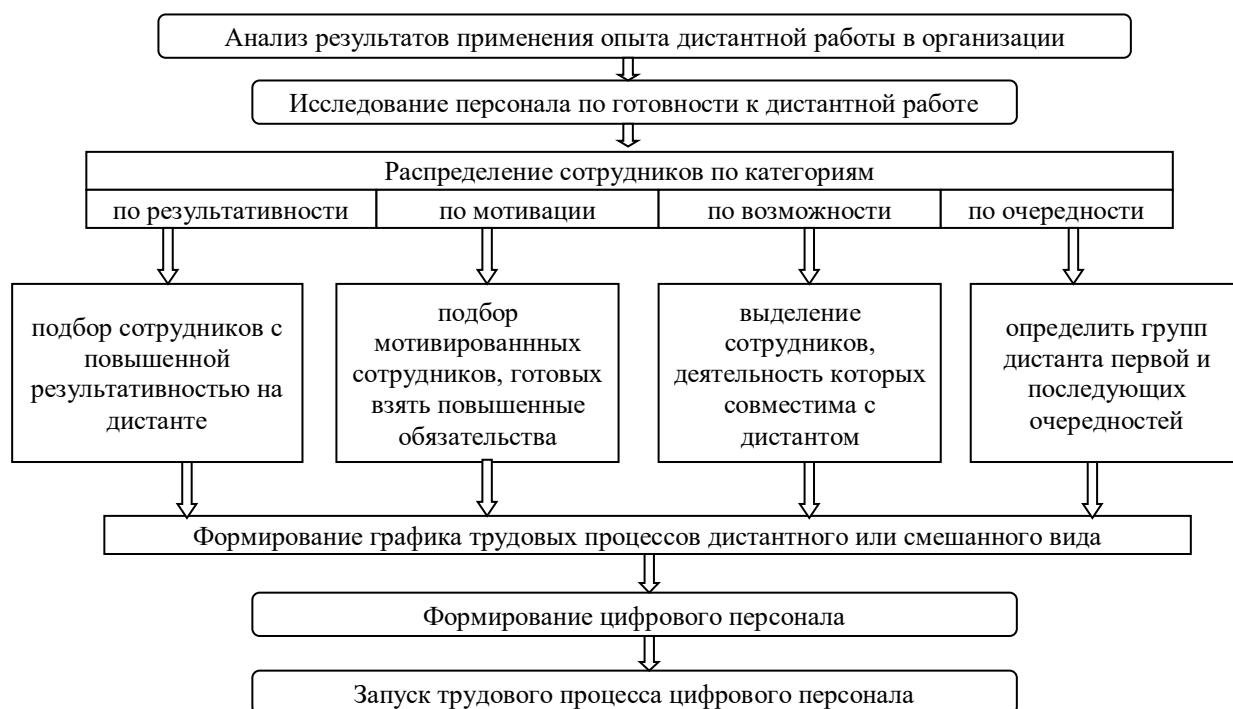 Анализ результатов применения опыта дистантной работы в организации
Исследование персонала по готовности к дистантной работе
Распределение сотрудников по категориям
по результативности
по мотивации
по возможности
по очередности
подбор сотрудников с
повышенной
результативностью на
дистанте
подбор
мотивированнных
сотрудников, готовых
взять повышенные
обязательства
выделение
сотрудников,
деятельность которых
совместима с
дистантом
определить групп
дистанта первой и
последующих
очередностей
Формирование графика трудовых процессов дистантного или смешанного вида
Формирование цифрового персонала
Запуск трудового процесса цифрового персонала